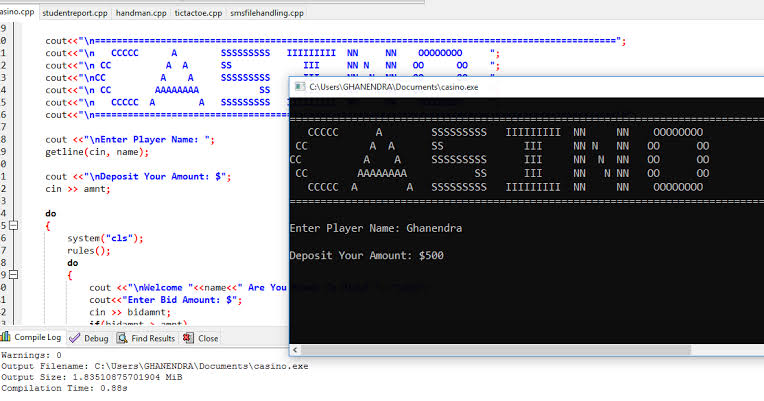 asino.cpp studentreport.cpp handman.cpp tictactoe.cpp smsfilehandling.cpp
9
0 cout<<"\n=====================================================================================";
1 cout<<"\n   CCCCC     A       SSSSSSSSS   IIIIIIIII  NN     NN    OOOOOOOO     ";
2 cout<<"\n CC         A  A     SS             III     NN N   NN   OO      OO    ";
3 cout<<"\nCC         A    A    SSSSSSSSS
4 cout<<"\n CC       AAAAAAAA          SS
5 cout<<"\n   CCCCC  A       A  SSSSSSSSS
6 cout<<"\n=====================================
7
8 cout <<"\nEnter Player Name: ";
9 getline(cin, name);
0
1 cout <<"\nDeposit Your Amount: $";
2 cin >> amnt;
3
4 do
5 {
6 system("cls");
7 rules();
8 do
9 {
0 cout <<"\nWelcome "<<name<<" Are You
1 cout<<"Enter Bid Amount: $";
2 cin >> bidamnt;
3 if(bidamnt > amnt)
C:\Users\GHANENDRA\Documents\casino.exe
=============================================================================
   CCCCC      A        SSSSSSSSS   IIIIIIIII  NN     NN    OOOOOOOO
 CC          A  A      SS             III     NN N   NN   OO      OO
CC          A    A     SSSSSSSSS      III     NN  N  NN   OO      OO
 CC        AAAAAAAA           SS      III     NN   N NN   OO      OO
   CCCCC  A        A   SSSSSSSSS   IIIIIIIII  NN     NN    OOOOOOOO
=============================================================================
Enter Player Name: Ghanendra
Deposit Your Amount: $500
Compile Log Debug Find Results Close
Warnings: 0
Output Filename: C:\Users\GHANENDRA\Documents\casino.exe
Output Size: 1.83510875701904 MiB
Compilation Time: 0.88s